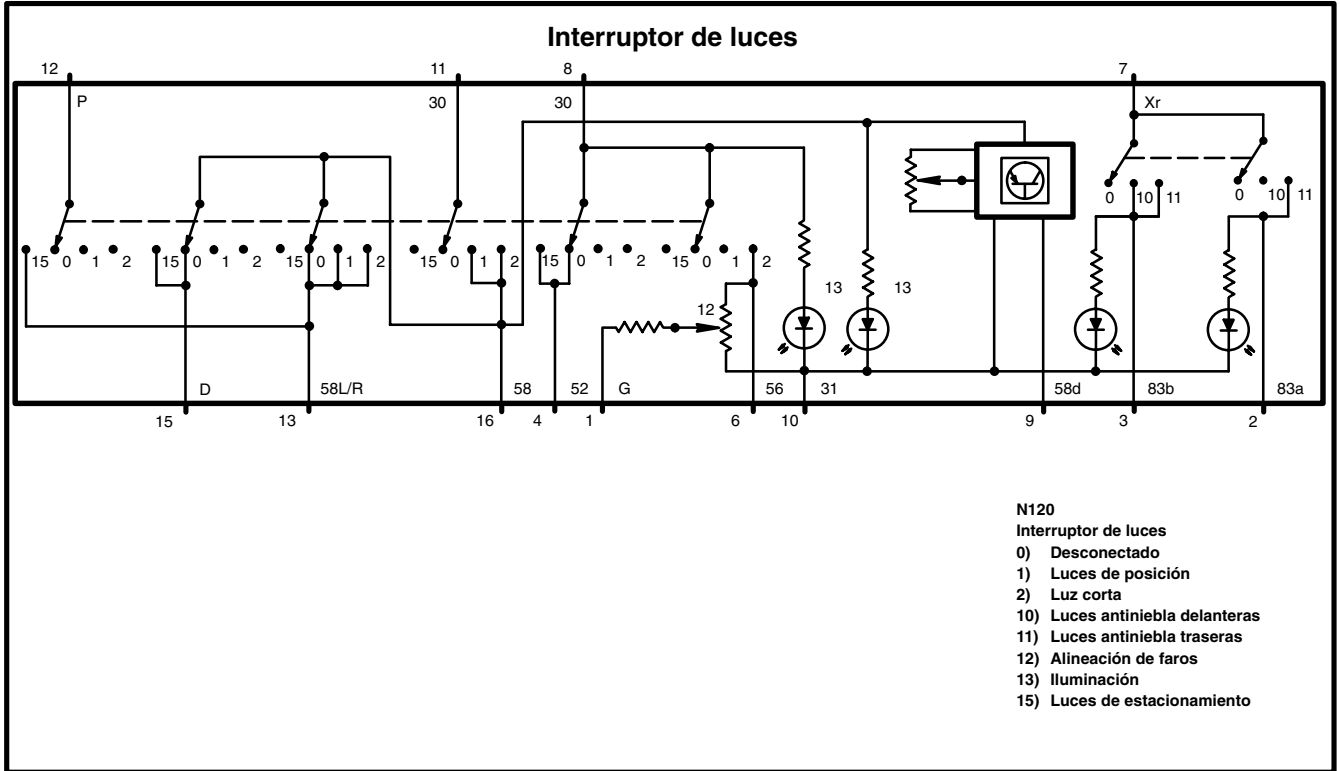 Interruptor de luces
12 11 8 7
P 30 30 Xr
0 10 11 0 10 11
15 0 1 2 15 0 1 2 15 0 1 2 15 0 1 2 15 0 1 2 15 0 1 2
13 13
12
D 58L/R 58 52 G 56 31 58d 83b 83a
15 13 16 4 1 6 10 9 3 2
N120
Interruptor de luces
0) Desconectado
1) Luces de posición
2) Luz corta
10) Luces antiniebla delanteras
11) Luces antiniebla traseras
12) Alineación de faros
13) Iluminación
15) Luces de estacionamiento